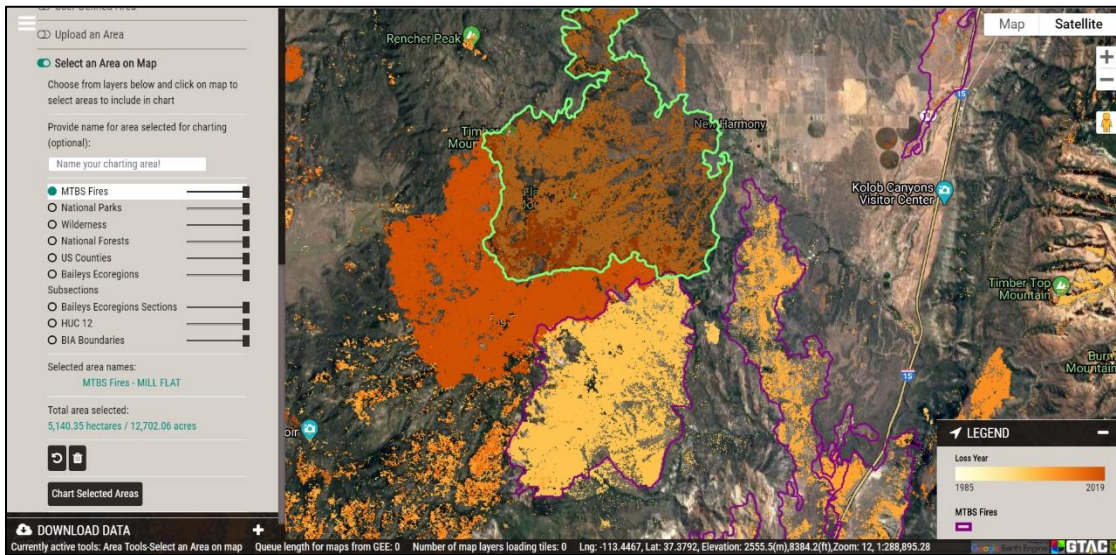 Upload an Area
Select an Area on Map
Choose from layers below and click on map to
select areas to include in chart
Provide name for area selected for charting
(optional):
Name your charting area!
MTBS Fires
National Parks
Wilderness
National Forests
US Counties
Baileys Ecoregions
Subsections
Baileys Ecoregions Sections
HUC 12
BIA Boundaries
Selected area names:
MTBS Fires - MILL FLAT
Total area selected:
5,140.35 hectares / 12,702.06 acres
Chart Selected Areas
DOWNLOAD DATA +
Currently active tools: Area Tools-Select an Area on map Queue length for maps from GEE: 0 Number of map layers loading tiles: 0 Lng: -113.4467, Lat: 37.3792, Elevation: 2555.5(m),8384.2(ft),Zoom: 12, 1:288,895.28
Rencher Peak
New Harmony
Kolob Canyons
Visitor Center
Timber Top
Mountain
15
15
oir
Map Satellite
+
−
LEGEND −
Loss Year
1985 2019
MTBS Fires
Google Earth Engine GTAC